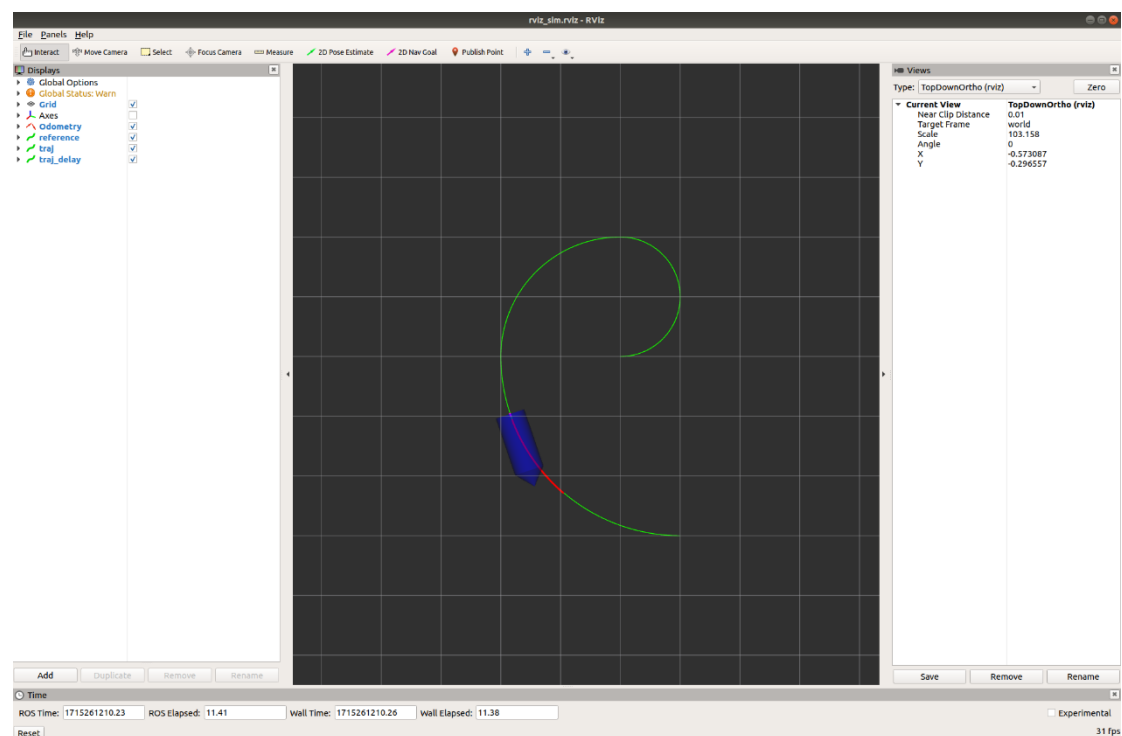 rviz_sim.rviz - RViz
File Panels Help
Interact Move Camera Select Focus Camera Measure 2D Pose Estimate 2D Nav Goal Publish Point
Displays
Global Options
Global Status: Warn
Grid
Axes
Odometry
reference
traj
traj_delay
Add Duplicate Remove Rename
Views
Type: TopDownOrtho (rviz) Zero
Current View TopDownOrtho (rviz)
Near Clip Distance 0.01
Target Frame world
Scale 103.158
Angle 0
X -0.573087
Y -0.296557
Save Remove Rename
Time
ROS Time: 1715261210.23 ROS Elapsed: 11.41 Wall Time: 1715261210.26 Wall Elapsed: 11.38 Experimental
Reset 31 fps